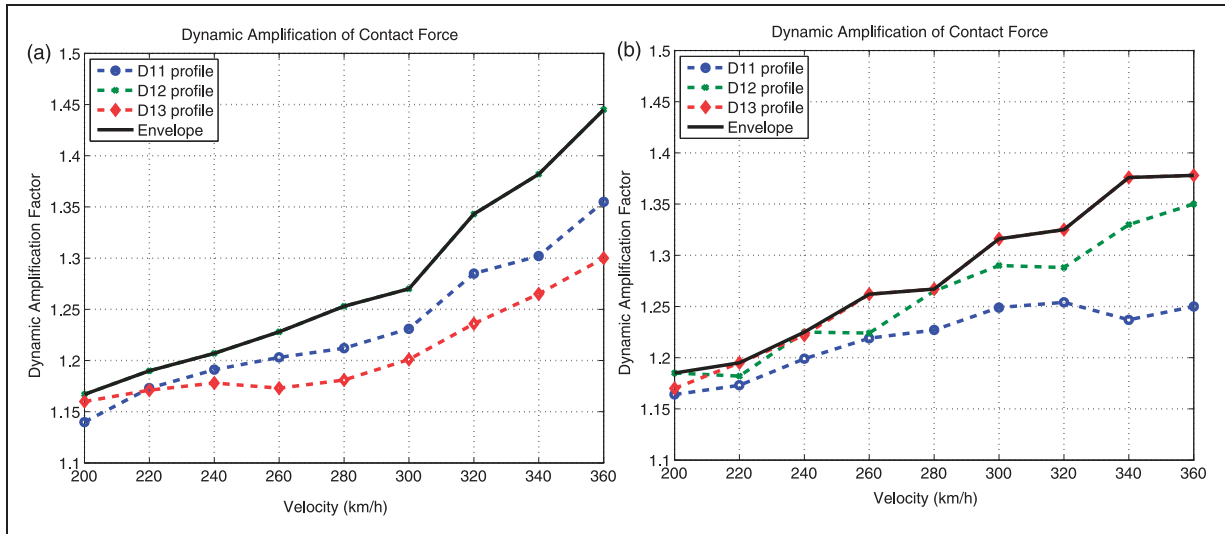 (a)
Dynamic Amplification of Contact Force
D11 profile
D12 profile
D13 profile
Envelope
Dynamic Amplification Factor
1.5
1.45
1.4
1.35
1.3
1.25
1.2
1.15
1.1
200 220 240 260 280 300 320 340 360
Velocity (km/h)
(b)
Dynamic Amplification of Contact Force
D11 profile
D12 profile
D13 profile
Envelope
Dynamic Amplification Factor
1.5
1.45
1.4
1.35
1.3
1.25
1.2
1.15
1.1
200 220 240 260 280 300 320 340 360
Velocity (km/h)